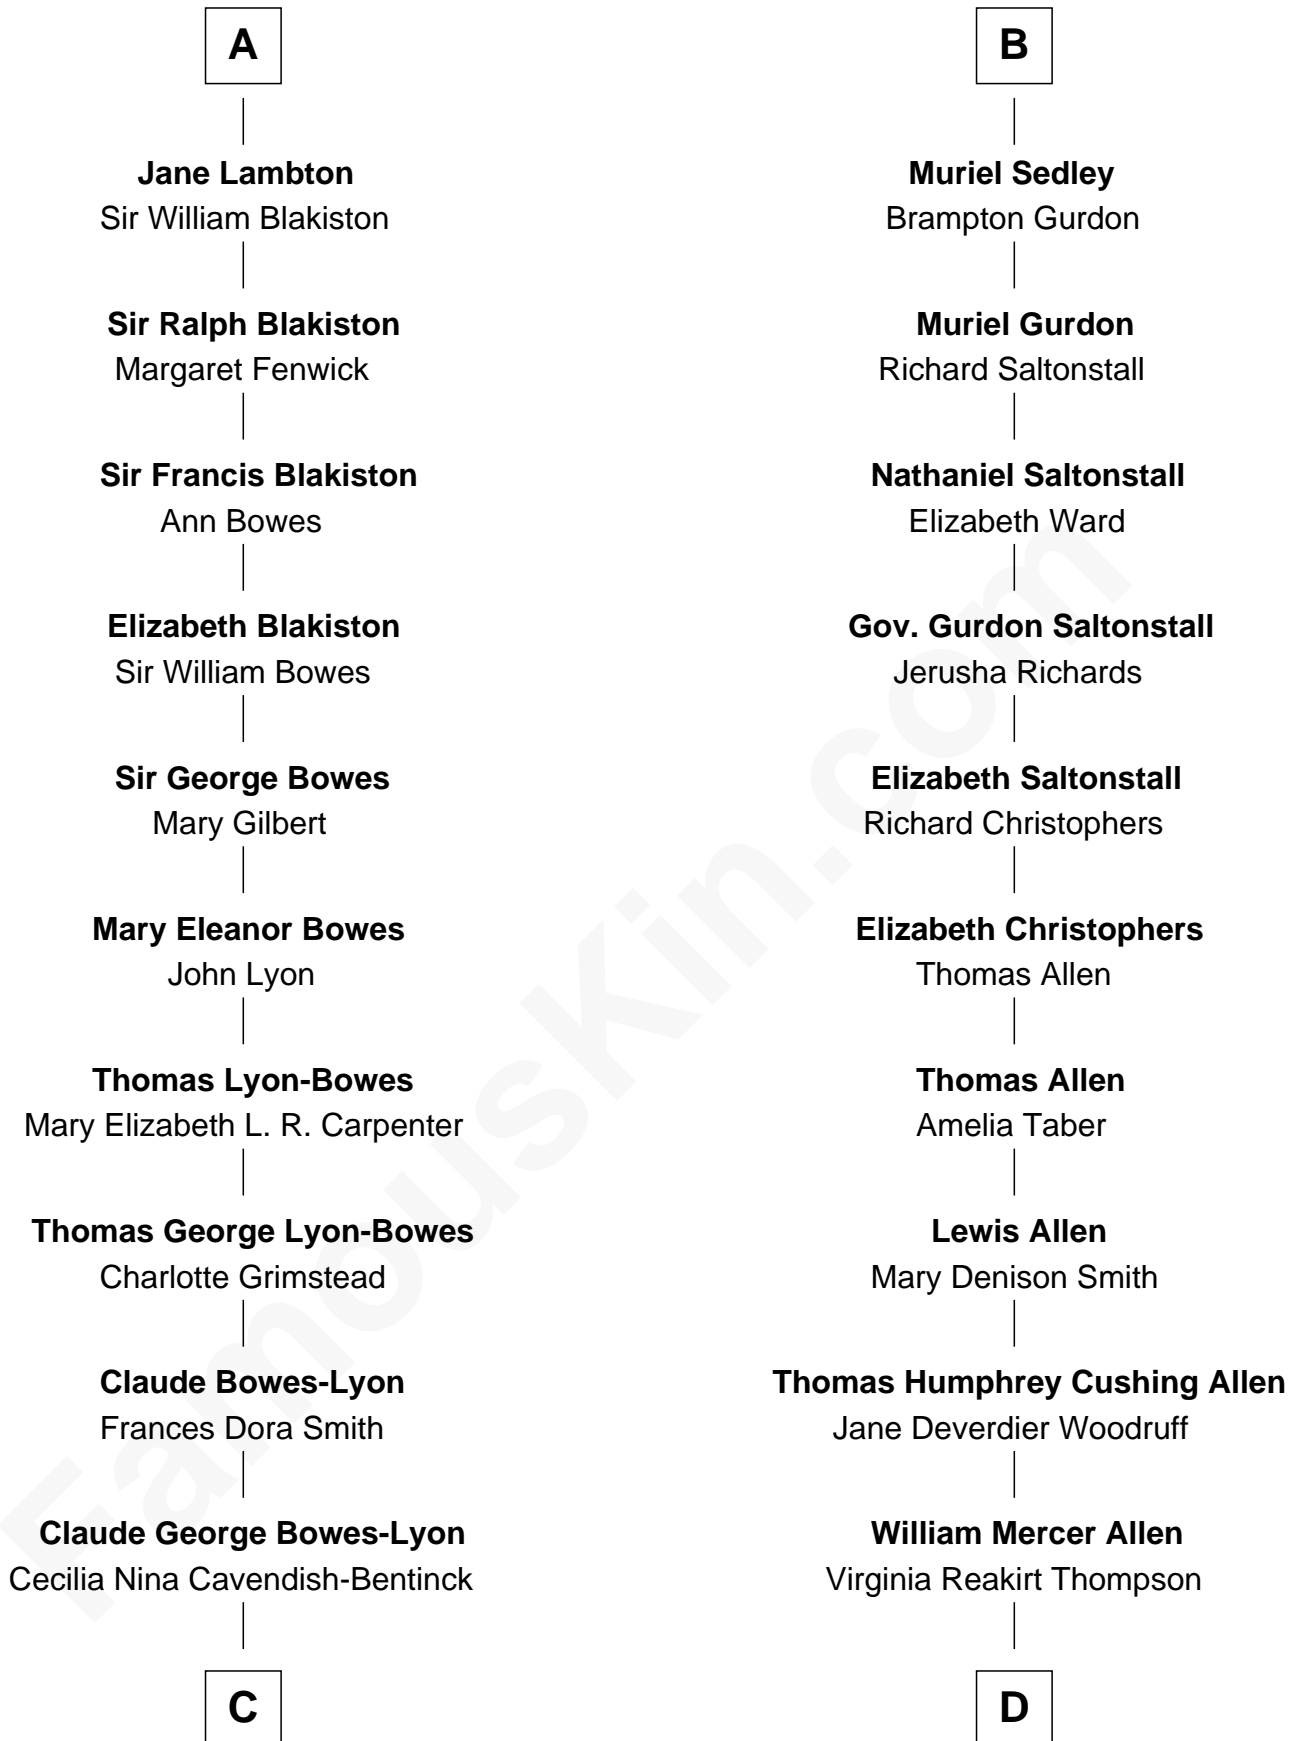 A
Jane Lambton
Sir William Blakiston
Sir Ralph Blakiston
Margaret Fenwick
Sir Francis Blakiston
Ann Bowes
Elizabeth Blakiston
Sir William Bowes
Sir George Bowes
Mary Gilbert
Mary Eleanor Bowes
John Lyon
Thomas Lyon-Bowes
Mary Elizabeth L. R. Carpenter
Thomas George Lyon-Bowes
Charlotte Grimstead
Claude Bowes-Lyon
Frances Dora Smith
Claude George Bowes-Lyon
Cecilia Nina Cavendish-Bentinck
C
B
Muriel Sedley
Brampton Gurdon
Muriel Gurdon
Richard Saltonstall
Nathaniel Saltonstall
Elizabeth Ward
Gov. Gurdon Saltonstall
Jerusha Richards
Elizabeth Saltonstall
Richard Christophers
Elizabeth Christophers
Thomas Allen
Thomas Allen
Amelia Taber
Lewis Allen
Mary Denison Smith
Thomas Humphrey Cushing Allen
Jane Deverdier Woodruff
William Mercer Allen
Virginia Reakirt Thompson
D
FamousKin.com